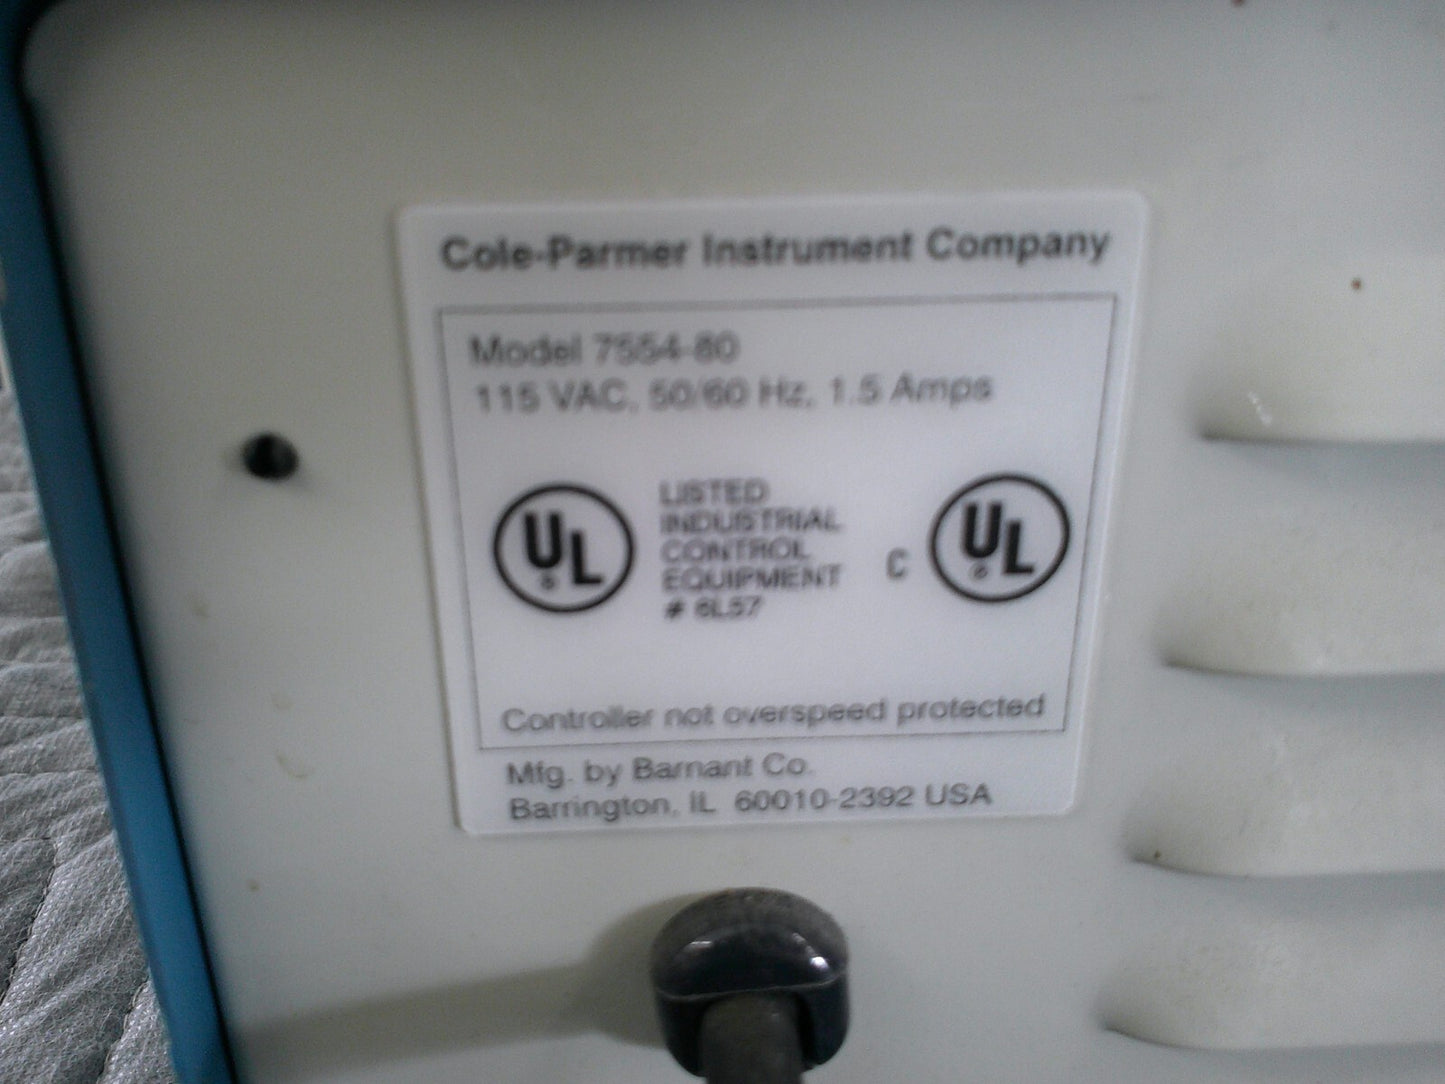 Cole-Parmer Instrument Company
Model 7554-80
115 VAC, 50/60 Hz, 1.5 Amps
UL
®
LISTED
INDUSTRIAL
CONTROL
EQUIPMENT
# 6L57
C UL
®
Controller not overspeed protected
Mfg. by Barnant Co.
Barrington, IL 60010-2392 USA